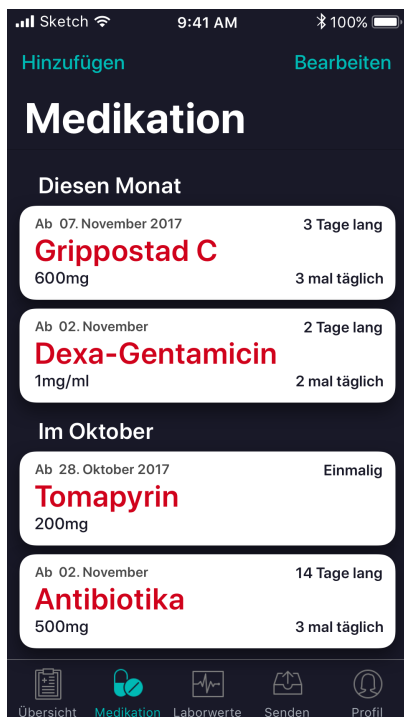 Sketch 9:41 AM 100%
Hinzufügen Bearbeiten
Medikation
Diesen Monat
Ab 07. November 2017 3 Tage lang
Grippostad C
600mg 3 mal täglich
Ab 02. November 2 Tage lang
Dexa-Gentamicin
1mg/ml 2 mal täglich
Im Oktober
Ab 28. Oktober 2017 Einmalig
Tomapyrin
200mg
Ab 02. November 14 Tage lang
Antibiotika
500mg 3 mal täglich
Übersicht Medikation Laborwerte Senden Profil